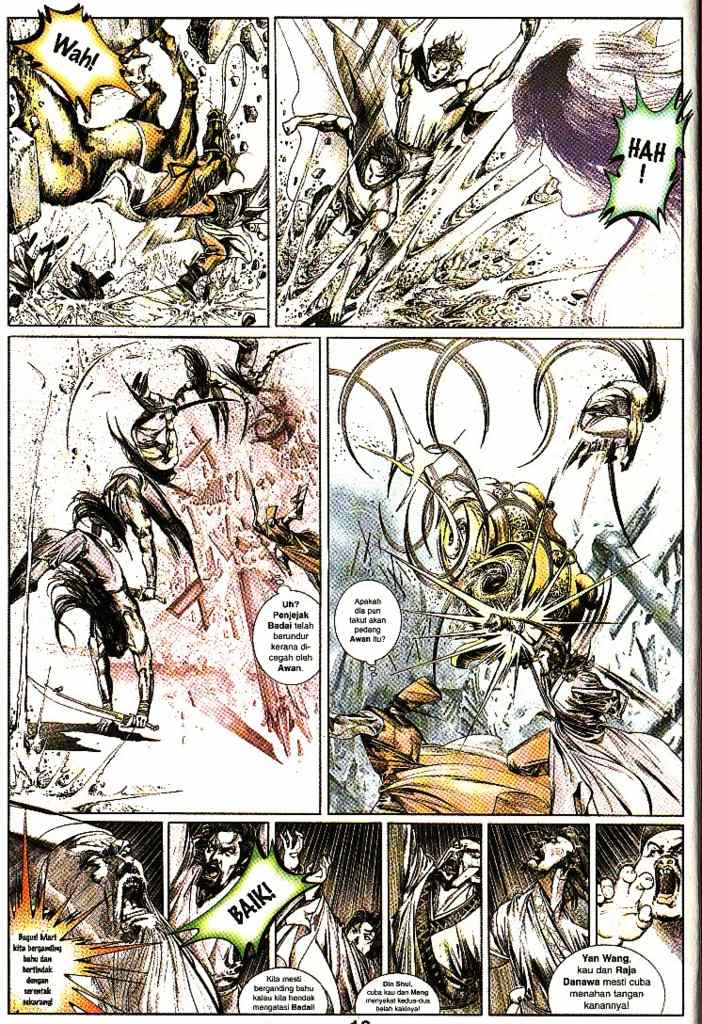 Wah!
HAH
!
Uh?
Penjejak
Badai telah
berundur
kerana di-
cegah oleh
Awan.
Apakah
dia pun
takut akan
pedang
Awan itu?
Bagus! Mari
kita berganding
bahu dan
bertindak
dengan
serentak
sekarang!
BAIK!
Kita mesti
berganding bahu
kalau kita hendak
mengatasi Badai!
Din Shui,
cuba kau dan Meng
menyekat kedua-dua
belah kakinya!
Yan Wang,
kau dan Raja
Danawa mesti cuba
menahan tangan
kanannya!